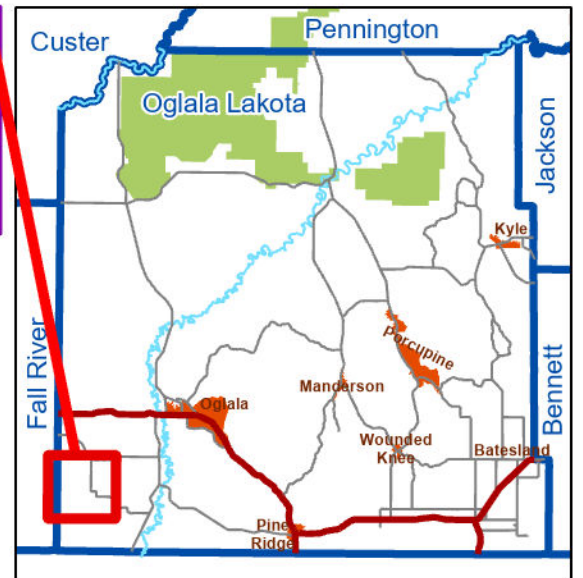 Custer
Pennington
Oglala Lakota
Jackson
Kyle
Fall River
Porcupine
Manderson
Oglala
Bennett
Wounded
Knee
Batesland
Pine
Ridge